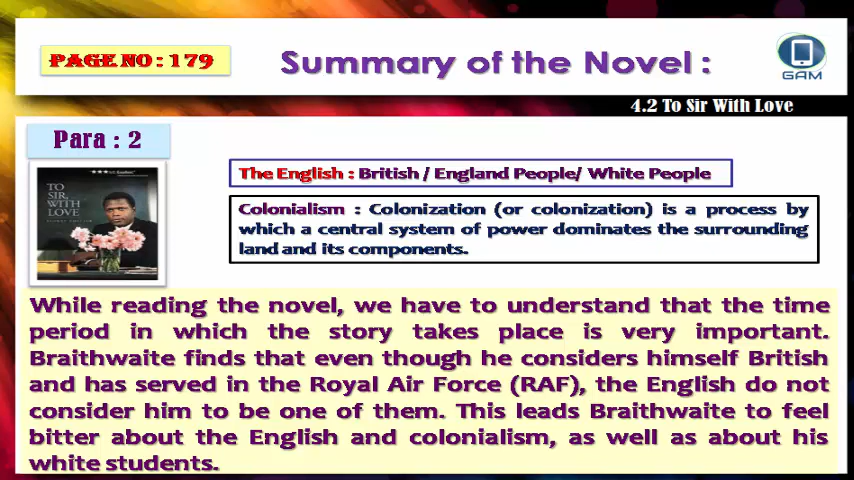 PAGE NO : 179
Summary of the Novel :
GAM
4.2 To Sir With Love
Para : 2
TO
SIR,
WITH
LOVE
The English : British / England People/ White People
Colonialism : Colonization (or colonization) is a process by
which a central system of power dominates the surrounding
land and its components.
While reading the novel, we have to understand that the time
period in which the story takes place is very important.
Braithwaite finds that even though he considers himself British
and has served in the Royal Air Force (RAF), the English do not
consider him to be one of them. This leads Braithwaite to feel
bitter about the English and colonialism, as well as about his
white students.